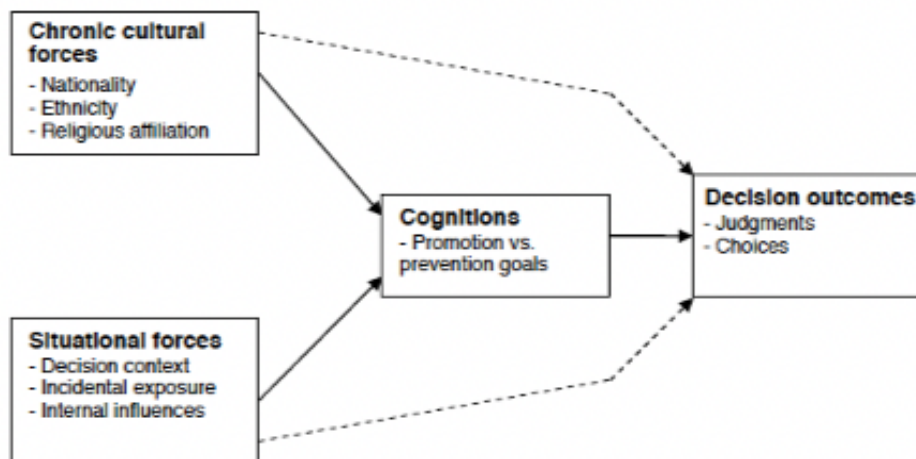 Chronic cultural
forces
- Nationality
- Ethnicity
- Religious affiliation
Cognitions
- Promotion vs.
prevention goals
Decision outcomes
- Judgments
- Choices
Situational forces
- Decision context
- Incidental exposure
- Internal influences